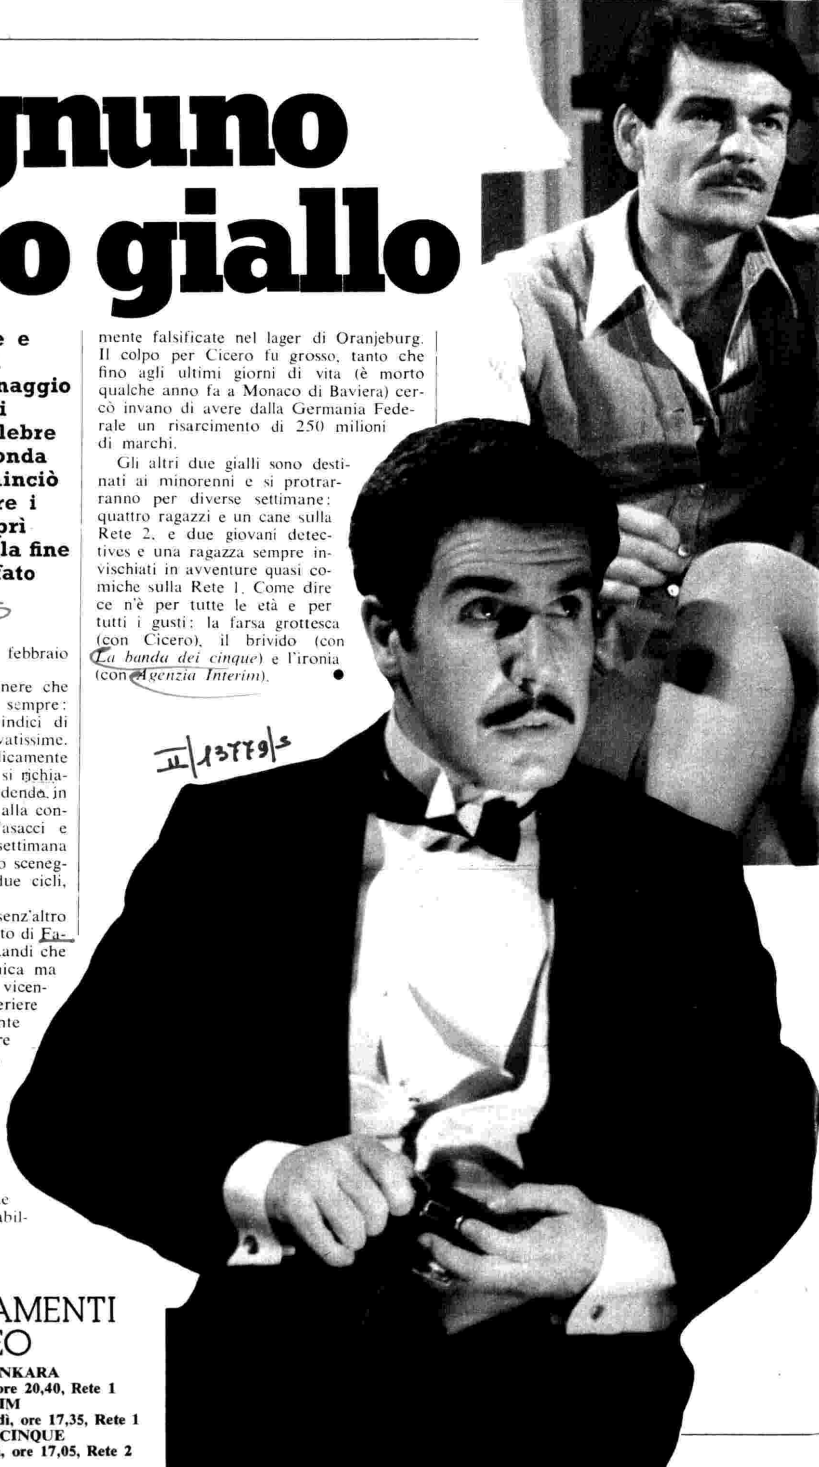 gnuno
o giallo
e e
naggio
i
lebre
onda
inciò
re i
prì
la fine
fato
febbraio
nere che
sempre:
indici di
vatissime.
licamente
si richia-
dendo in
alla con-
asacci e
settimana
o sceneg-
due cicli,
senz'altro
to di Fa-
andi che
nica ma
vicen-
eriere
nte
re
e
abil-
mente falsificate nel lager di Oranjeburg.
Il colpo per Cicero fu grosso, tanto che
fino agli ultimi giorni di vita (è morto
qualche anno fa a Monaco di Baviera) cer-
cò invano di avere dalla Germania Fede-
rale un risarcimento di 250 milioni
di marchi.
Gli altri due gialli sono desti-
nati ai minorenni e si protrar-
ranno per diverse settimane:
quattro ragazzi e un cane sulla
Rete 2, e due giovani detec-
tives e una ragazza sempre in-
vischiati in avventure quasi co-
miche sulla Rete 1. Come dire
ce n'è per tutte le età e per
tutti i gusti: la farsa grottesca
(con Cicero), il brivido (con
La banda dei cinque) e l'ironia
(con Agenzia Interim).
II/13779/s
AMENTI
EO
NKARA
ore 20,40, Rete 1
IM
dì, ore 17,35, Rete 1
CINQUE
, ore 17,05, Rete 2